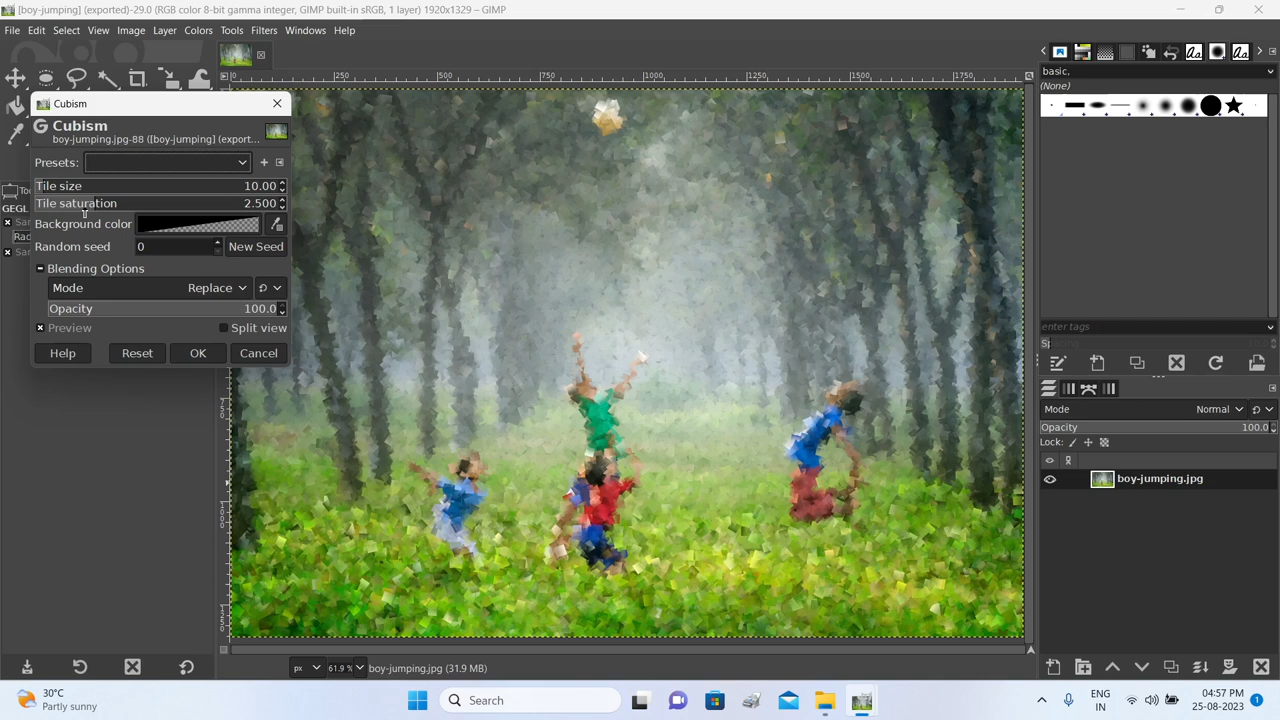 [boy-jumping] (exported)-29.0 (RGB color 8-bit gamma integer, GIMP built-in sRGB, 1 layer) 1920x1329 – GIMP
File Edit Select View Image Layer Colors Tools Filters Windows Help
0 250 500 750 1000 1250 1500 1750
basic,
(None)
Cubism
Cubism
boy-jumping.jpg-88 ([boy-jumping] (export...
Presets:
Tile size 10.00
Tile saturation 2.500
Background color
Random seed 0 New Seed
Blending Options
Mode Replace
Opacity 100.0
Preview Split view
Help Reset OK Cancel
GEGL
enter tags
Mode Normal
Opacity 100.0
Lock:
boy-jumping.jpg
px 61.9 % boy-jumping.jpg (31.9 MB)
30°C
Partly sunny
Search
ENG
IN
04:57 PM
25-08-2023
1